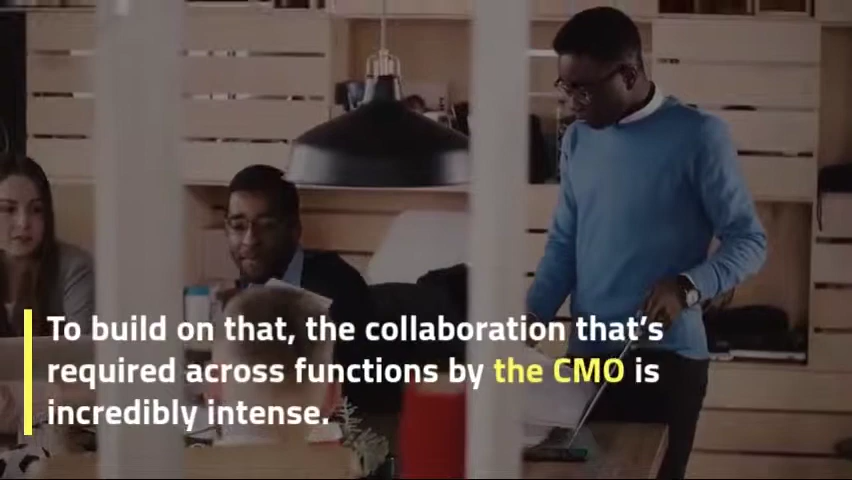 To build on that, the collaboration that’s
required across functions by the CMO is
incredibly intense.